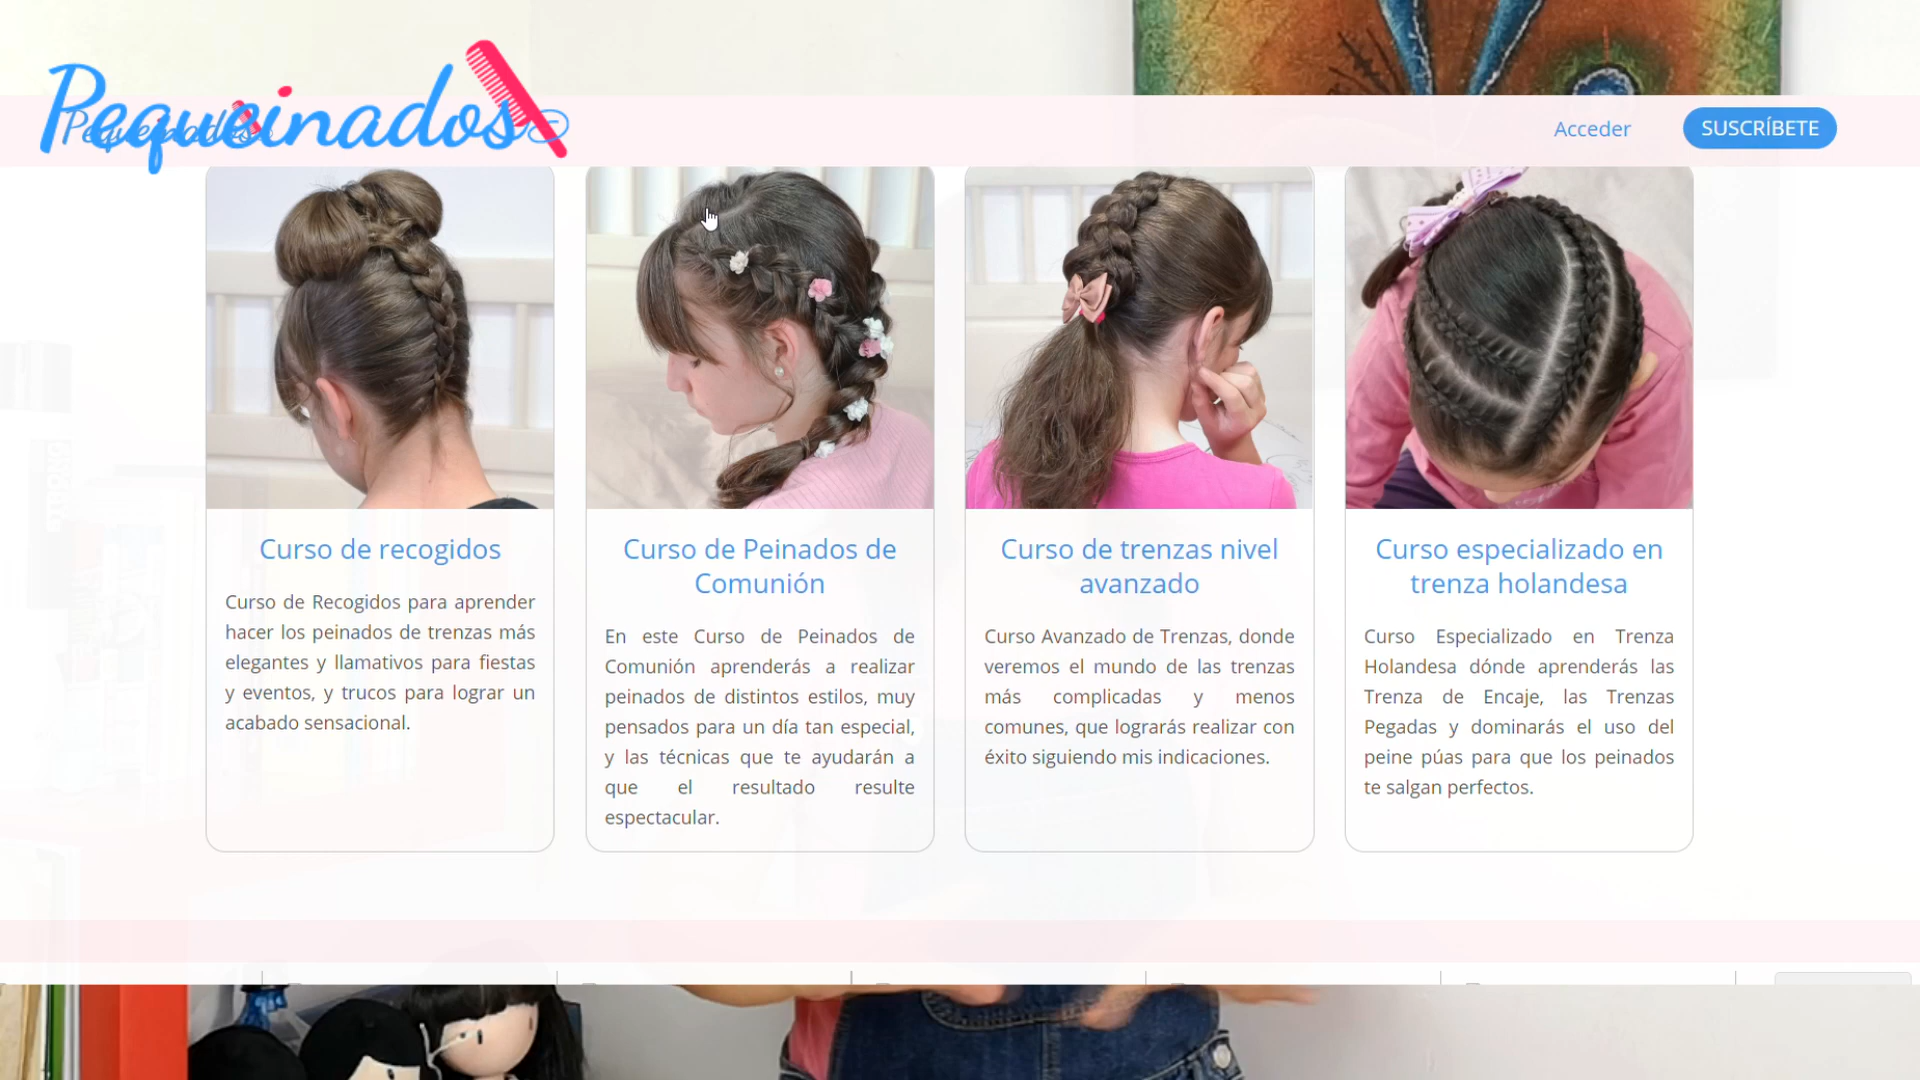 Pequeinados
Pequeinados
Acceder
SUSCRÍBETE
Curso de recogidos
Curso de Recogidos para aprender
hacer los peinados de trenzas más
elegantes y llamativos para fiestas
y eventos, y trucos para lograr un
acabado sensacional.
Curso de Peinados de
Comunión
En este Curso de Peinados de
Comunión aprenderás a realizar
peinados de distintos estilos, muy
pensados para un día tan especial,
y las técnicas que te ayudarán a
que el resultado resulte
espectacular.
Curso de trenzas nivel
avanzado
Curso Avanzado de Trenzas, donde
veremos el mundo de las trenzas
más complicadas y menos
comunes, que lograrás realizar con
éxito siguiendo mis indicaciones.
Curso especializado en
trenza holandesa
Curso Especializado en Trenza
Holandesa dónde aprenderás las
Trenza de Encaje, las Trenzas
Pegadas y dominarás el uso del
peine púas para que los peinados
te salgan perfectos.